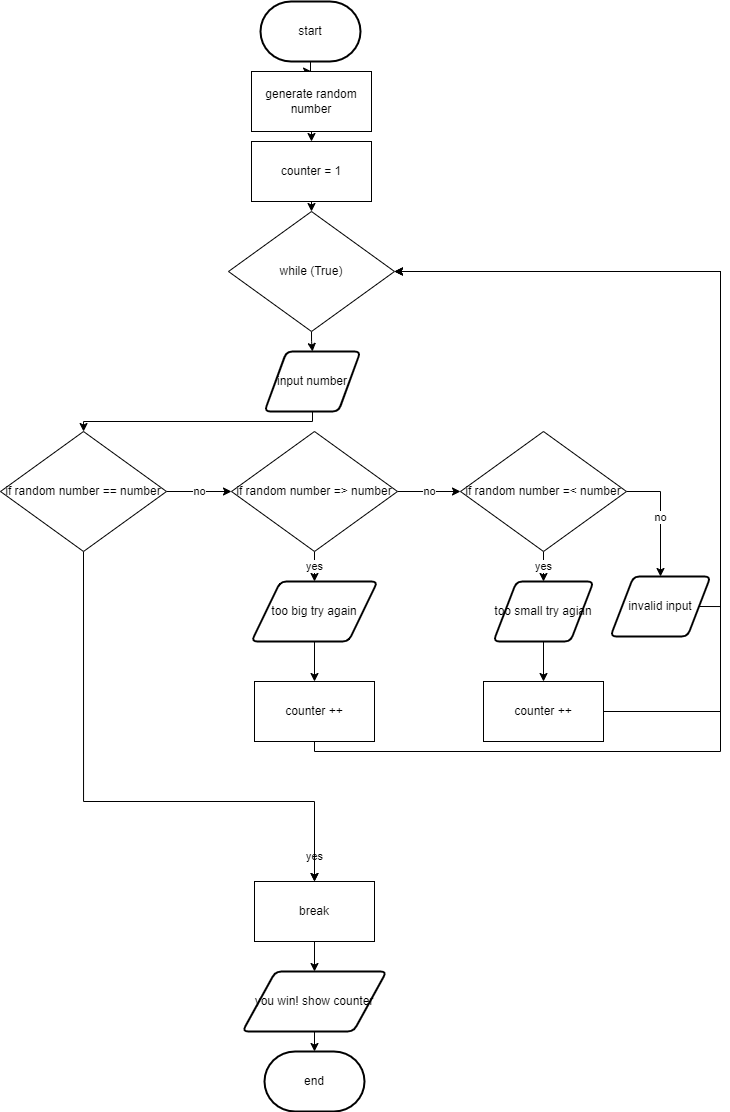 start
generate random
number
counter = 1
while (True)
input number
if random number == number
no
if random number => number
no
if random number =< number
no
yes
yes
too big try again
too small try agian
invalid input
counter ++
counter ++
yes
break
you win! show counter
end